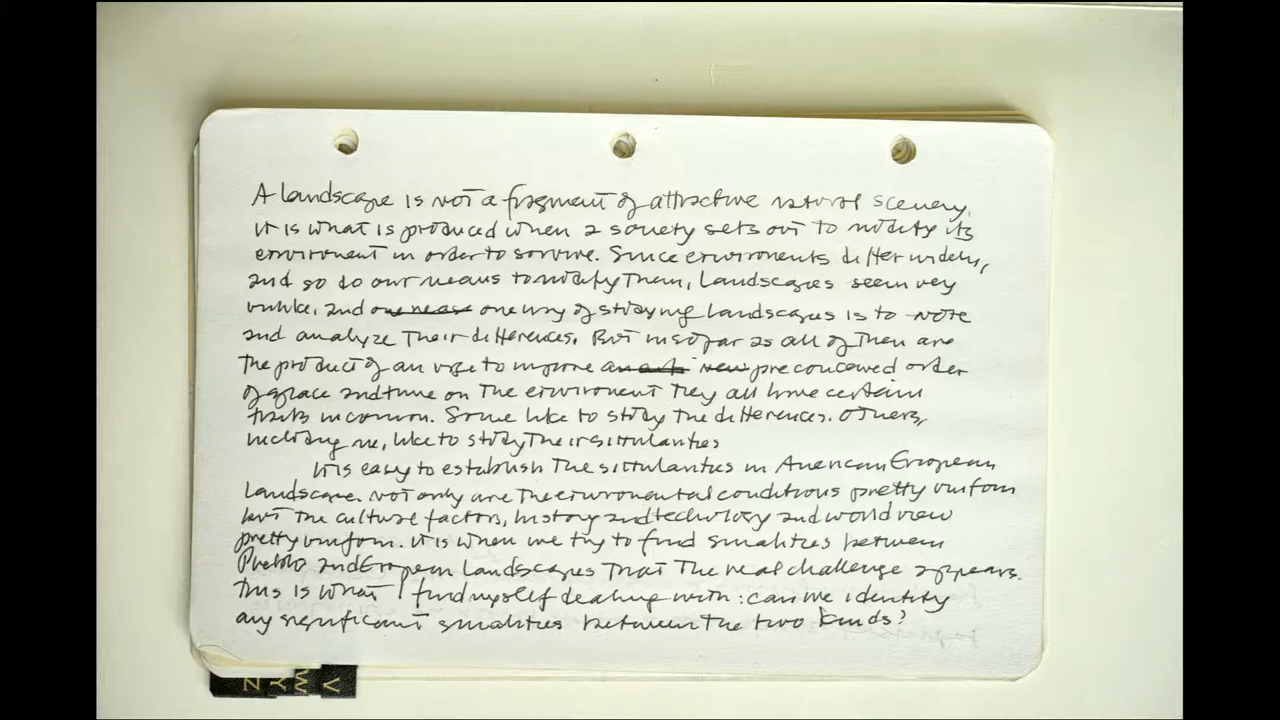 A landscape is not a fragment of attractive natural scenery,
it is what is produced when a society sets out to modify its
environment in order to survive. Since environments differ widely,
and so do our means to modify them, landscapes seem very
unlike, and one way of studying landscapes is to note
and analyze their differences. But insofar as all of them are
the product of an urge to impose preconceived order
of space and time on the environment they all have certain
traits in common. Some like to study the differences. Others,
including me, like to study their similarities
It is easy to establish the similarities in American European
landscape. Not only are the environmental conditions pretty uniform
but the culture factors, history and technology and world view
pretty uniform. It is when we try to find similarities between
Pueblo and European landscapes that the real challenge appears.
This is what I find myself dealing with: can we identify
any significant similarities between the two kinds?
V
W
Y
Z